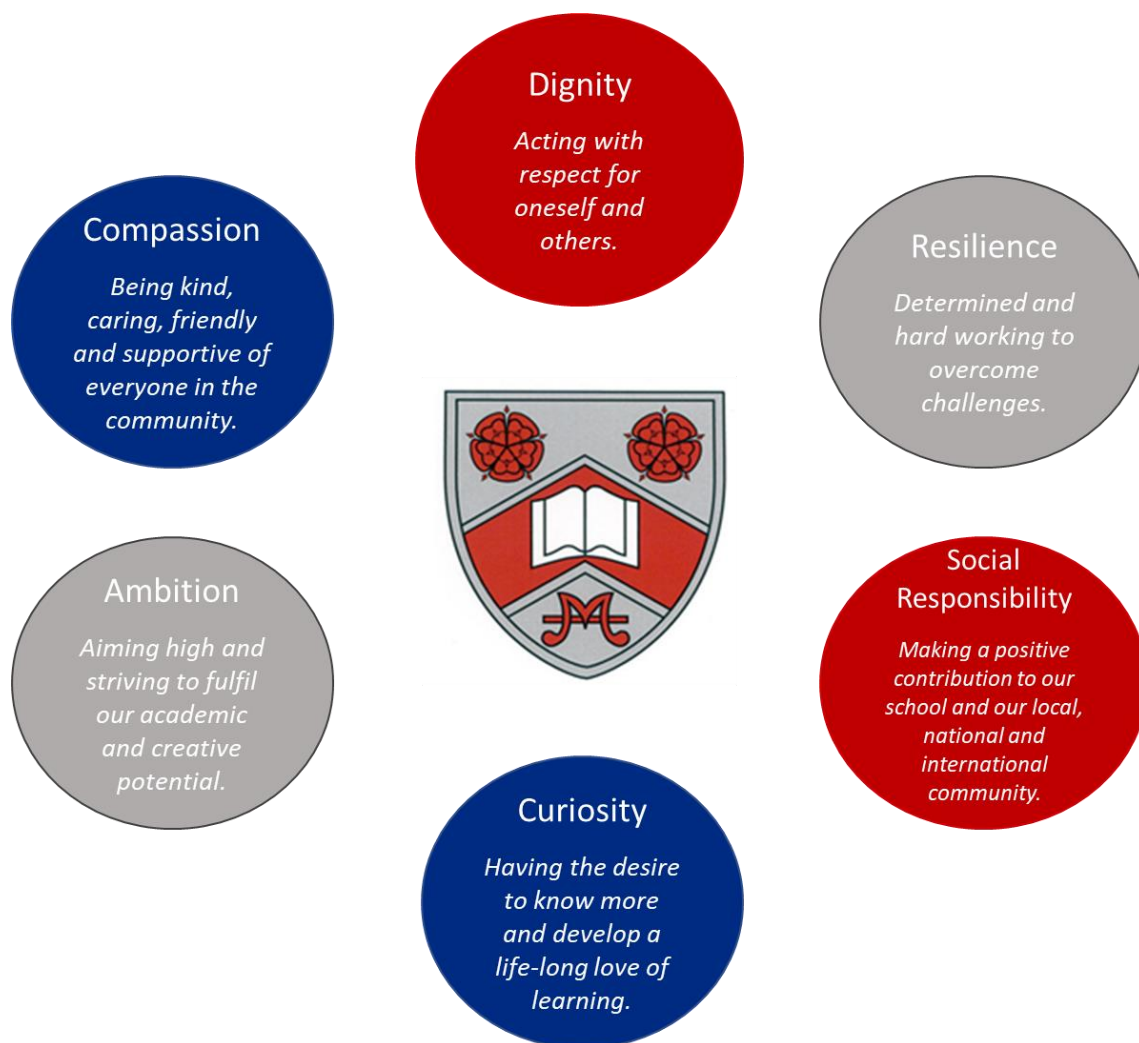 Dignity
Acting with
respect for
oneself and
others.
Compassion
Being kind,
caring, friendly
and supportive of
everyone in the
community.
Resilience
Determined and
hard working to
overcome
challenges.
M
Ambition
Aiming high and
striving to fulfil
our academic
and creative
potential.
Social
Responsibility
Making a positive
contribution to our
school and our local,
national and
international
community.
Curiosity
Having the desire
to know more
and develop a
life-long love of
learning.